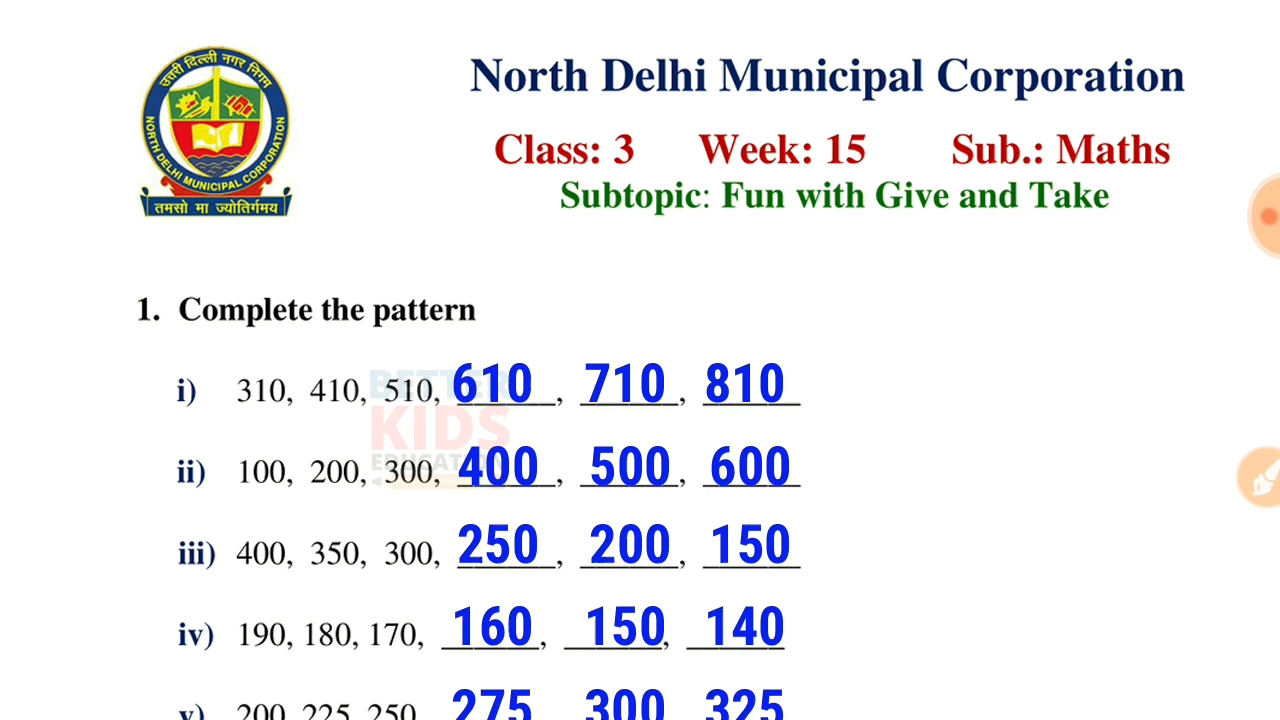 उत्तरी दिल्ली नगर निगम
NORTH DELHI MUNICIPAL CORPORATION
तमसो मा ज्योतिर्गमय
North Delhi Municipal Corporation
Class: 3 Week: 15 Sub.: Maths
Subtopic: Fun with Give and Take
1. Complete the pattern
BETTER
KIDS
EDUCATION
i) 310, 410, 510, 610, 710, 810
ii) 100, 200, 300, 400, 500, 600
iii) 400, 350, 300, 250, 200, 150
iv) 190, 180, 170, 160, 150, 140
v) 200, 225, 250, 275, 300, 325